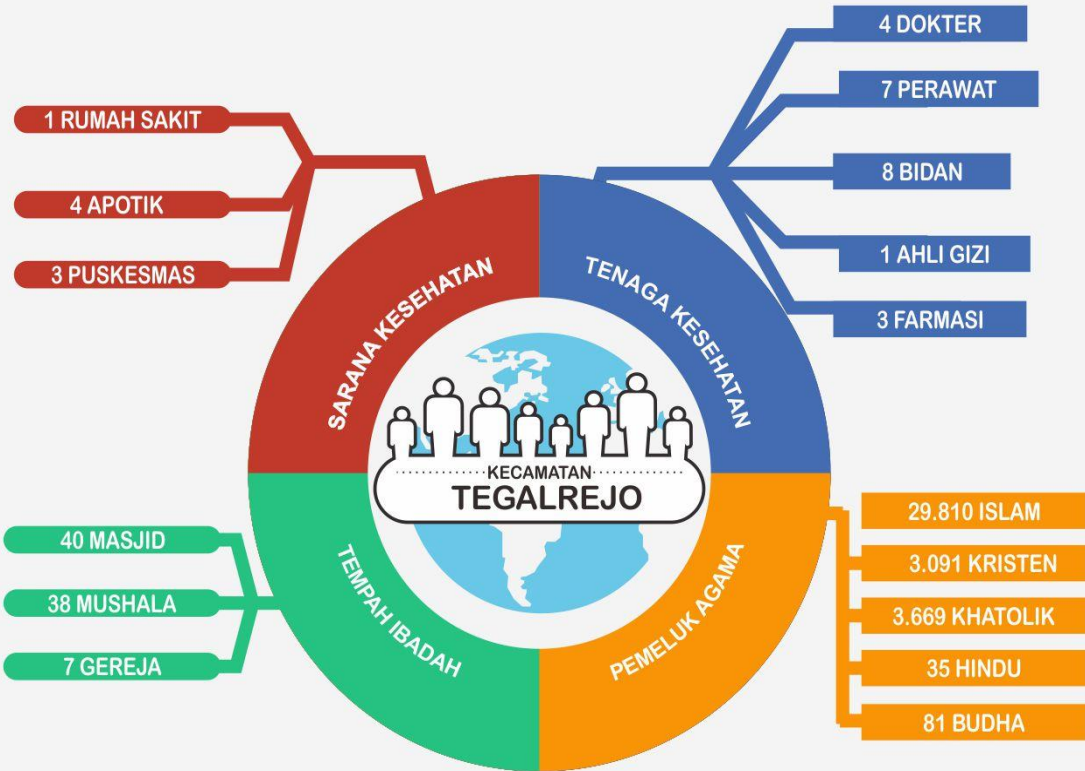 1 RUMAH SAKIT
4 APOTIK
3 PUSKESMAS
SARANA KESEHATAN
4 DOKTER
7 PERAWAT
8 BIDAN
1 AHLI GIZI
3 FARMASI
TENAGA KESEHATAN
KECAMATAN
TEGALREJO
40 MASJID
38 MUSHALA
7 GEREJA
TEMPAH IBADAH
29.810 ISLAM
3.091 KRISTEN
3.669 KHATOLIK
35 HINDU
81 BUDHA
PEMELUK AGAMA